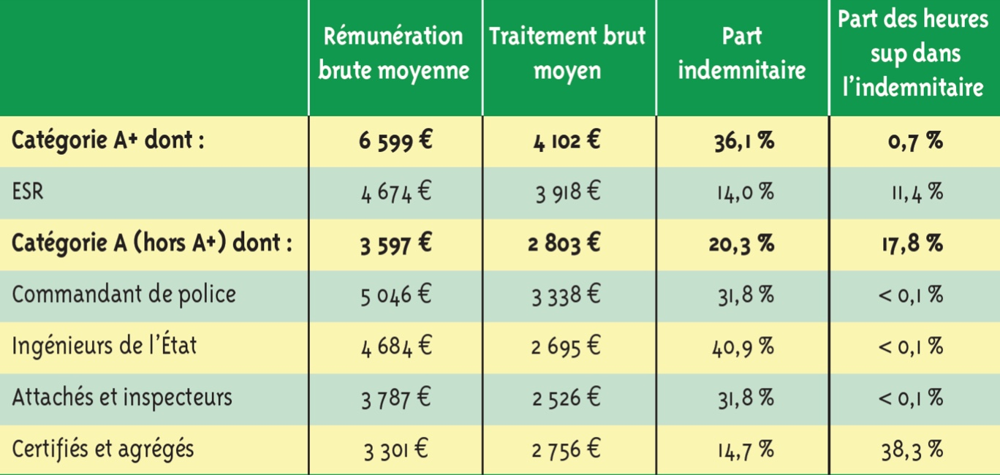 Rémunération brute moyenne | Traitement brut moyen | Part indemnitaire | Part des heures sup dans l'indemnitaire
Catégorie A+ dont : 6 599 € 4 102 € 36,1 % 0,7 %
ESR 4 674 € 3 918 € 14,0 % 11,4 %
Catégorie A (hors A+) dont : 3 597 € 2 803 € 20,3 % 17,8 %
Commandant de police 5 046 € 3 338 € 31,8 % < 0,1 %
Ingénieurs de l'État 4 684 € 2 695 € 40,9 % < 0,1 %
Attachés et inspecteurs 3 787 € 2 526 € 31,8 % < 0,1 %
Certifiés et agrégés 3 301 € 2 756 € 14,7 % 38,3 %